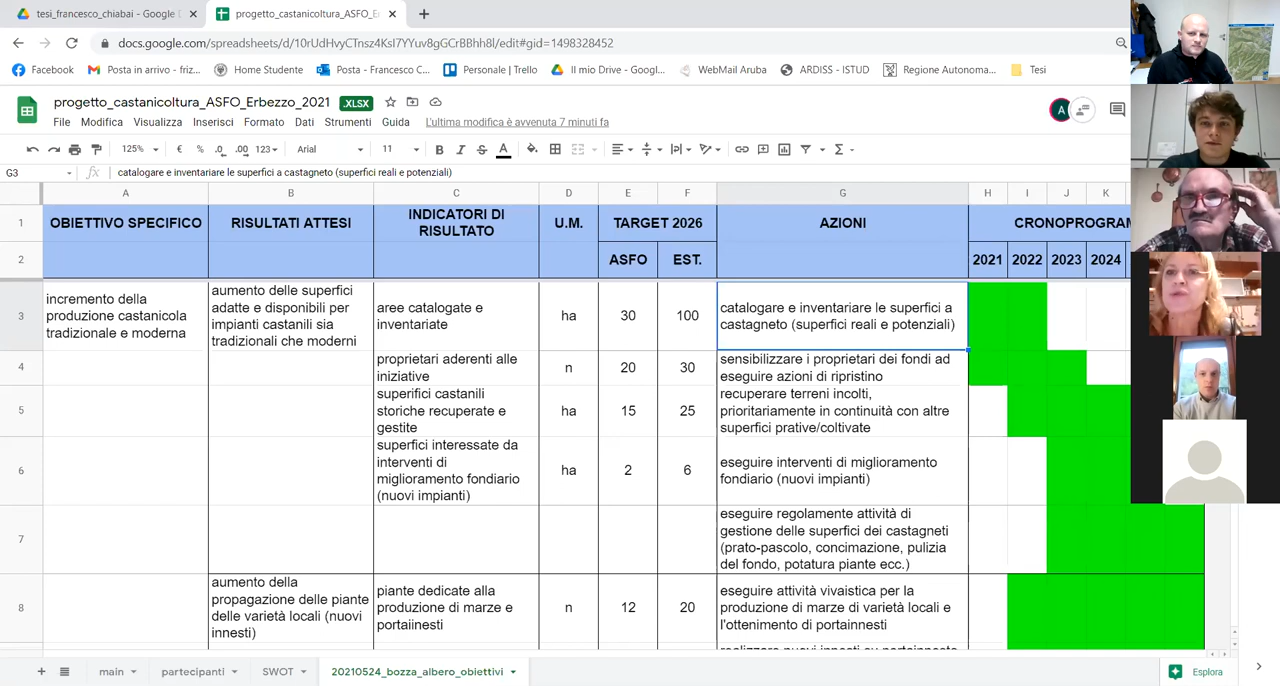 tesi_francesco_chiabai - Google D
progetto_castanicoltura_ASFO_E
docs.google.com/spreadsheets/d/10rUdHvyCTnsz4KsI7YYuv8gGCrBBhh8l/edit#gid=1498328452
Facebook
Posta in arrivo - friz...
Home Studente
Posta - Francesco C...
Personale | Trello
Il mio Drive - Googl...
WebMail Aruba
ARDISS - ISTUD
Regione Autonoma...
Tesi
progetto_castanicoltura_ASFO_Erbezzo_2021 .XLSX
File Modifica Visualizza Inserisci Formato Dati Strumenti Guida L'ultima modifica è avvenuta 7 minuti fa
A
125% € % .0 .00 123 Arial 11 B I S A
G3 fx catalogare e inventariare le superfici a castagneto (superfici reali e potenziali)
A B C D E F G H I J K
1 OBIETTIVO SPECIFICO RISULTATI ATTESI INDICATORI DI RISULTATO U.M. TARGET 2026 AZIONI CRONOPROGRAM
2 ASFO EST. 2021 2022 2023 2024
3
incremento della
produzione castanicola
tradizionale e moderna
aumento delle superfici
adatte e disponibili per
impianti castanili sia
tradizionali che moderni
aree catalogate e
inventariate
ha 30 100
catalogare e inventariare le superfici a
castagneto (superfici reali e potenziali)
4
proprietari aderenti alle
iniziative
n 20 30
sensibilizzare i proprietari dei fondi ad
eseguire azioni di ripristino
5
superifici castanili
storiche recuperate e
gestite
ha 15 25
recuperare terreni incolti,
prioritariamente in continuità con altre
superfici prative/coltivate
6
superfici interessate da
interventi di
miglioramento fondiario
(nuovi impianti)
ha 2 6
eseguire interventi di miglioramento
fondiario (nuovi impianti)
7
eseguire regolamente attività di
gestione delle superfici dei castagneti
(prato-pascolo, concimazione, pulizia
del fondo, potatura piante ecc.)
8
aumento della
propagazione delle piante
delle varietà locali (nuovi
innesti)
piante dedicate alla
produzione di marze e
portaiinesti
n 12 20
eseguire attività vivaistica per la
produzione di marze di varietà locali e
l'ottenimento di portainnesti
main partecipanti SWOT 20210524_bozza_albero_obiettivi Esplora